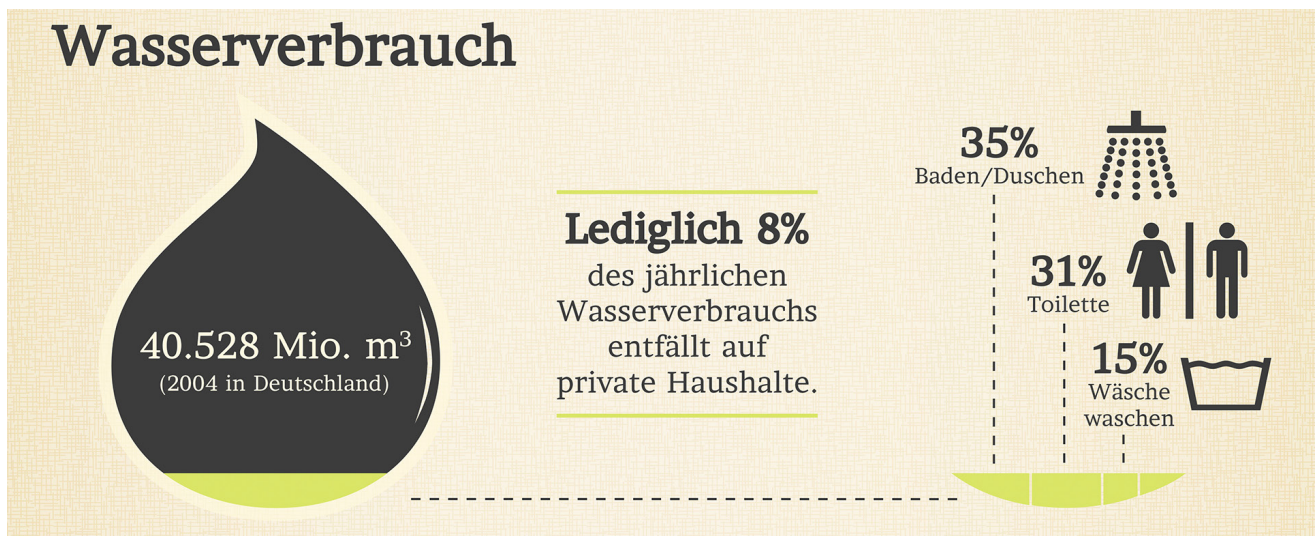 Wasserverbrauch
40.528 Mio. m³
(2004 in Deutschland)
Lediglich 8%
des jährlichen
Wasserverbrauchs
entfällt auf
private Haushalte.
35%
Baden/Duschen
31%
Toilette
15%
Wäsche
waschen